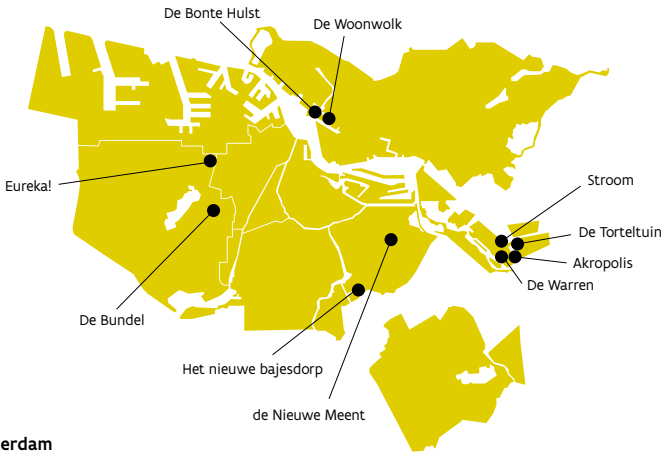 De Bonte Hulst
De Woonwolk
Eureka!
Stroom
De Torteltuin
Akropolis
De Warren
De Bundel
Het nieuwe bajesdorp
de Nieuwe Meent
erdam